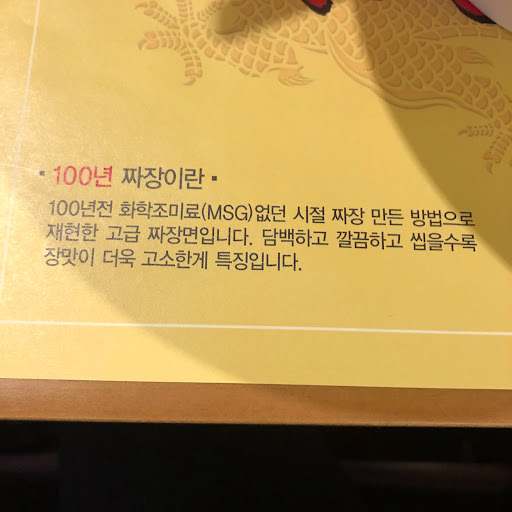 ▪ 100년 짜장이란 ▪
100년전 화학조미료(MSG)없던 시절 짜장 만든 방법으로
재현한 고급 짜장면입니다. 담백하고 깔끔하고 씹을수록
장맛이 더욱 고소한게 특징입니다.